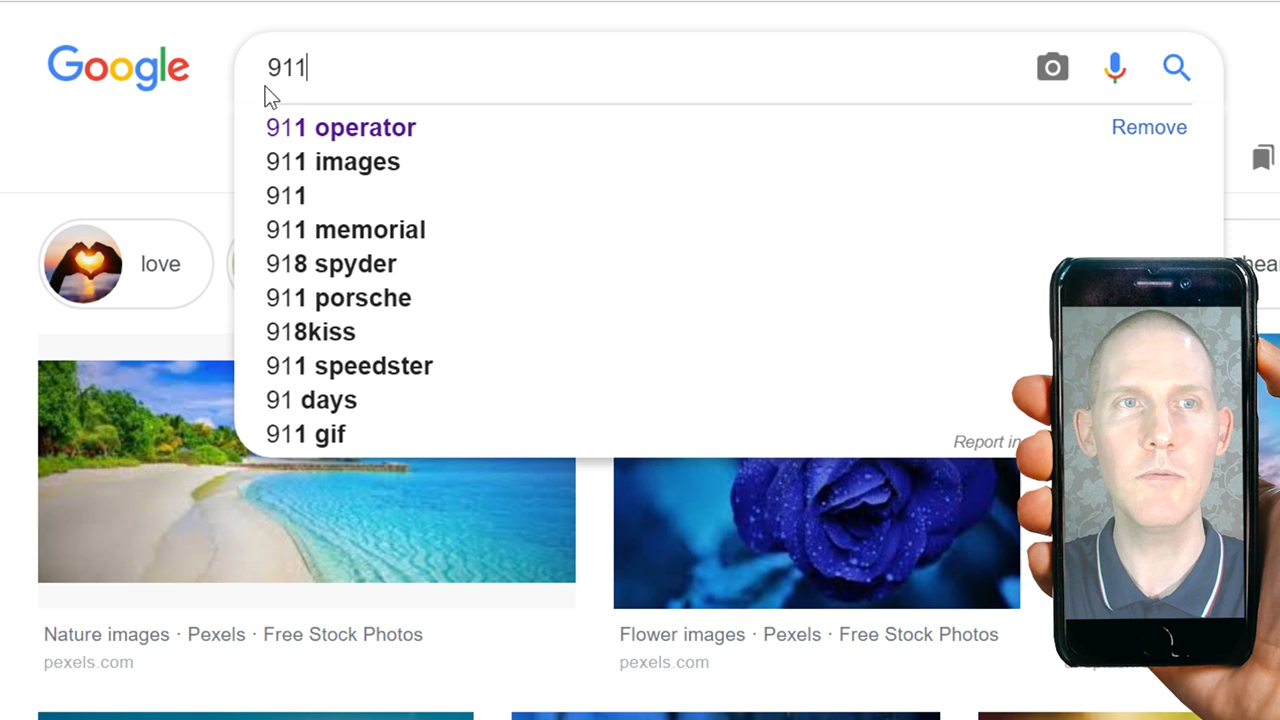 Google
911
911 operator
Remove
911 images
911
911 memorial
918 spyder
911 porsche
918kiss
911 speedster
91 days
911 gif
Report in
love
Nature images · Pexels · Free Stock Photos
pexels.com
Flower images · Pexels · Free Stock Photos
pexels.com